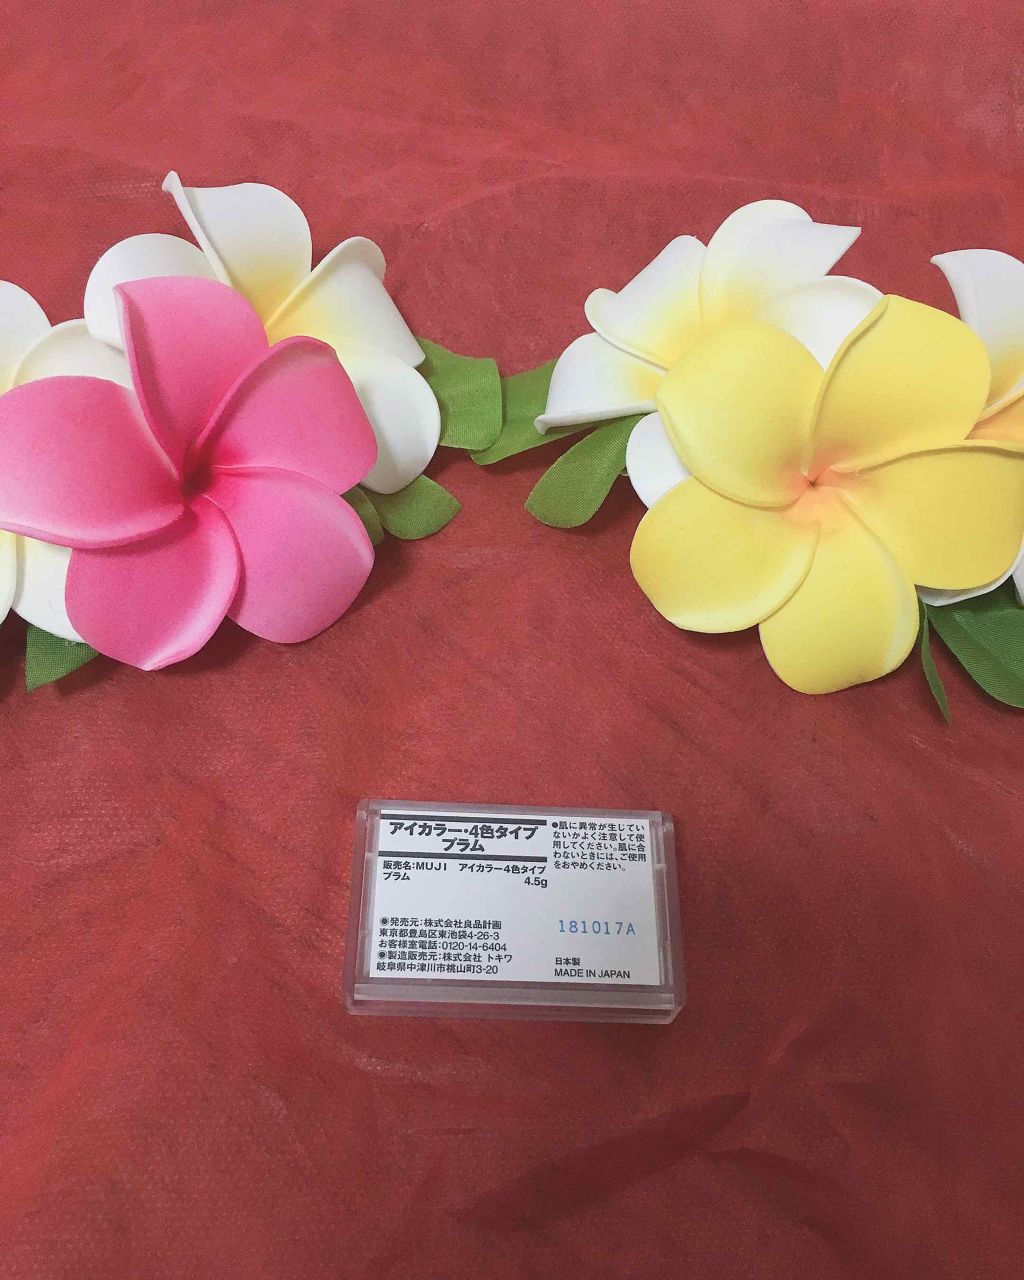 アイカラー・4色タイプ
プラム
販売名：MUJI アイカラー4色タイプ
プラム
4.5g
●発売元：株式会社良品計画
東京都豊島区東池袋4-26-3
お客様室電話：0120-14-6404
●製造販売元：株式会社 トキワ
岐阜県中津川市桃山町3-20
●肌に異常が生じてい
ないかよく注意して使
用してください。肌に合
わないときには、ご使用
をおやめください。
181017A
日本製
MADE IN JAPAN